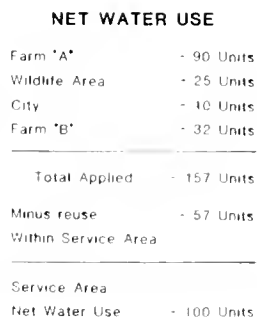 NET WATER USE
Farm "A" - 90 Units
Wildlife Area - 25 Units
City - 10 Units
Farm "B" - 32 Units
Total Applied - 157 Units
Minus reuse - 57 Units
Within Service Area
Service Area
Net Water Use - 100 Units